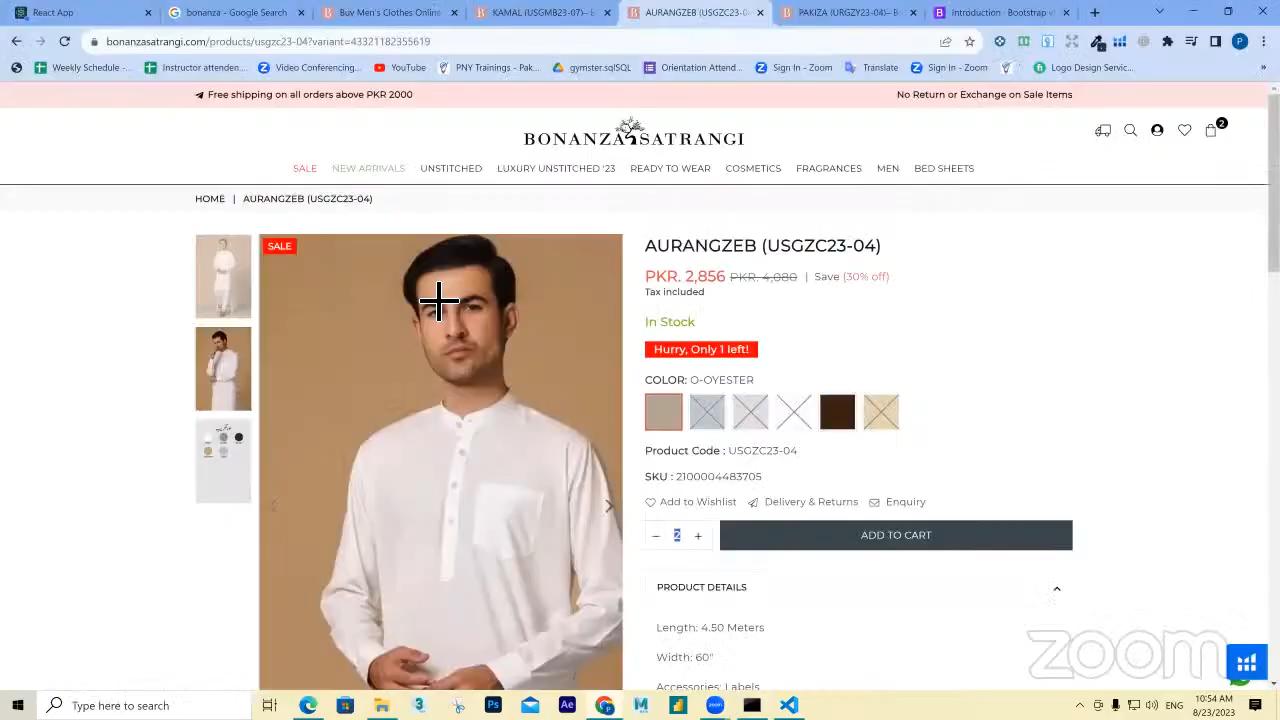 React App
bonanza - Google Search
Buy Men's Clothes Online
KAMAL (USGMB23-07)– B
AURANGZEB (USGZC23-0
PAKIZA (URGZY23-04)– B
Introduction · Bootstrap v
bonanzasatrangi.com/products/usgzc23-04?variant=43321182355619
Weekly Schedule -...
Instructor attenden...
Video Conferencing...
YouTube
PNY Trainings - Pak...
gymster.sqlSQL
Orientation Attend...
Sign In - Zoom
Translate
Sign In - Zoom
Logo Design Servic...
Free shipping on all orders above PKR 2000
No Return or Exchange on Sale Items
BONANZA SATRANGI
2
SALE
NEW ARRIVALS
UNSTITCHED
LUXURY UNSTITCHED '23
READY TO WEAR
COSMETICS
FRAGRANCES
MEN
BED SHEETS
HOME | AURANGZEB (USGZC23-04)
SALE
AURANGZEB (USGZC23-04)
PKR. 2,856 PKR. 4,080 | Save (30% off)
Tax included
In Stock
Hurry, Only 1 left!
COLOR: O-OYESTER
Product Code : USGZC23-04
SKU : 2100004483705
Add to Wishlist
Delivery & Returns
Enquiry
− 2 +
ADD TO CART
PRODUCT DETAILS
Length: 4.50 Meters
Width: 60"
Accessories: Labels
zoom
Type here to search
ENG
10:54 AM
8/23/2023